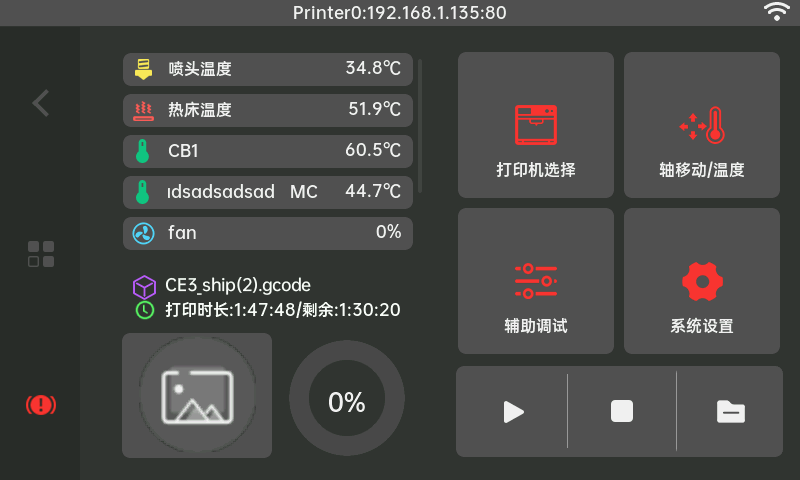 Printer0:192.168.1.135:80
喷头温度 34.8℃
热床温度 51.9℃
CB1 60.5℃
dsadsadsad MC 44.7℃
fan 0%
CE3_ship(2).gcode
打印时长:1:47:48/剩余:1:30:20
0%
打印机选择
轴移动/温度
辅助调试
系统设置